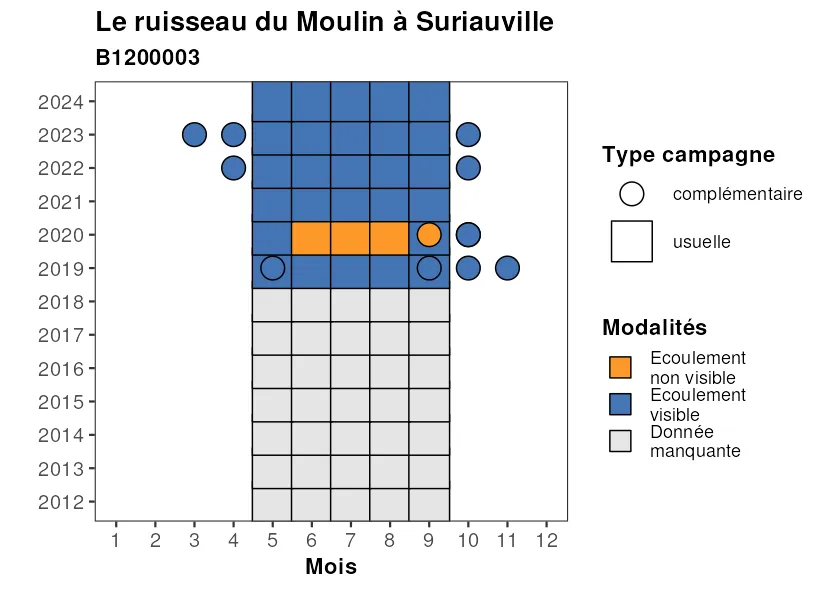 Le ruisseau du Moulin à Suriauville
B1200003
2024
2023
2022
2021
2020
2019
2018
2017
2016
2015
2014
2013
2012
1 2 3 4 5 6 7 8 9 10 11 12
Mois
Type campagne
complémentaire
usuelle
Modalités
Ecoulement
non visible
Ecoulement
visible
Donnée
manquante